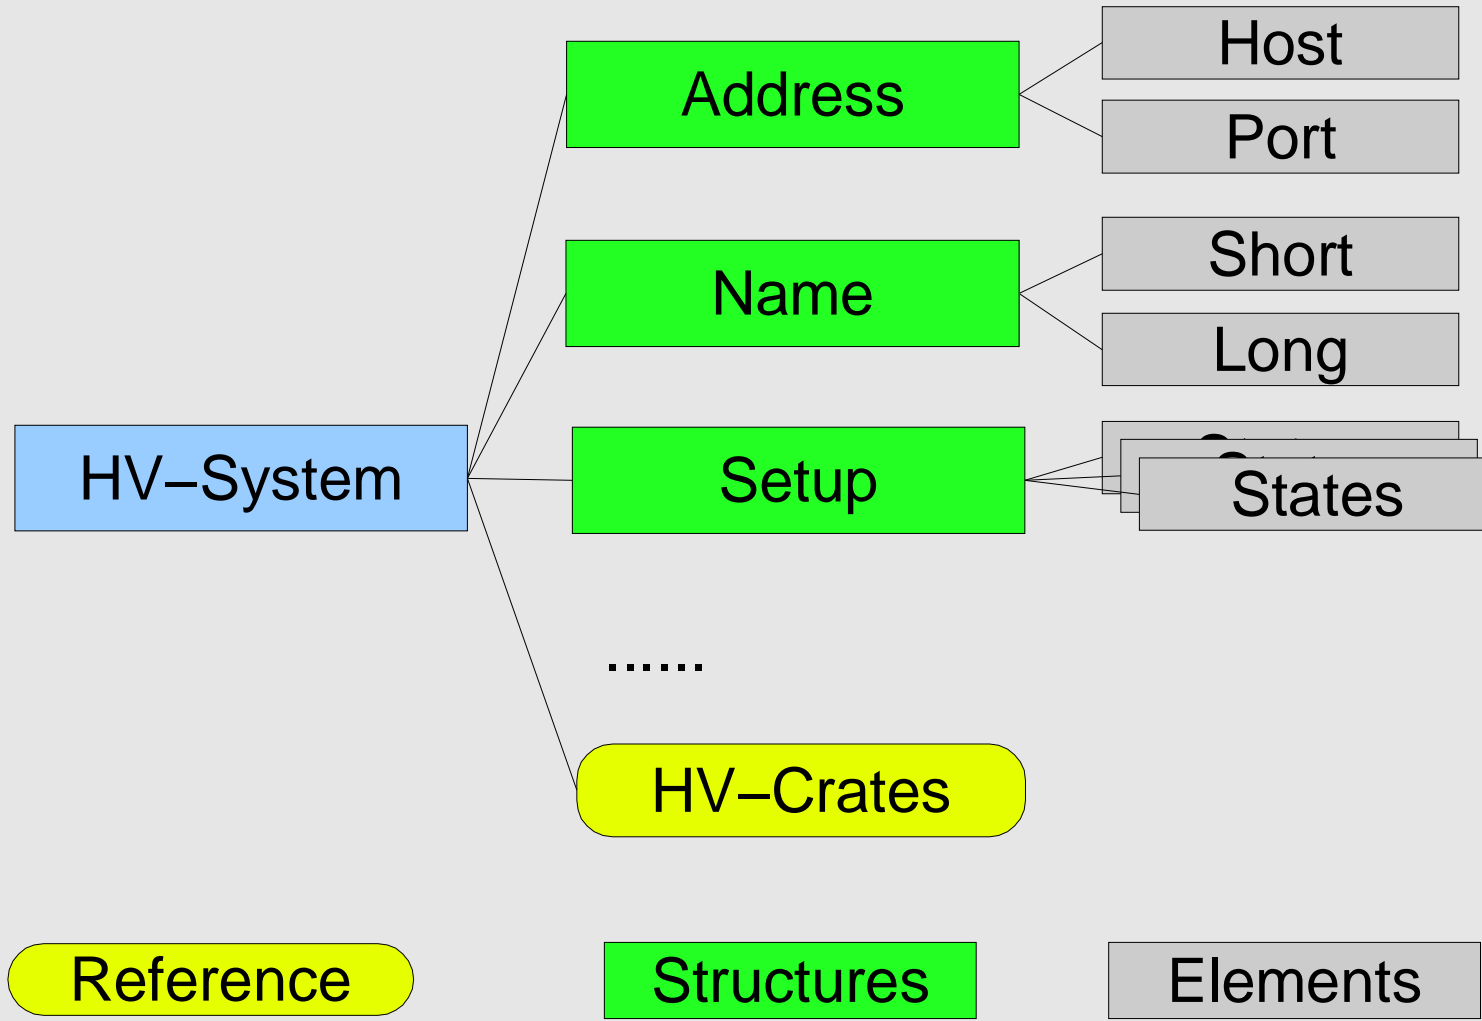 Host
Address
Port
Short
Name
Long
HV–System
Setup
States
......
HV–Crates
Reference
Structures
Elements